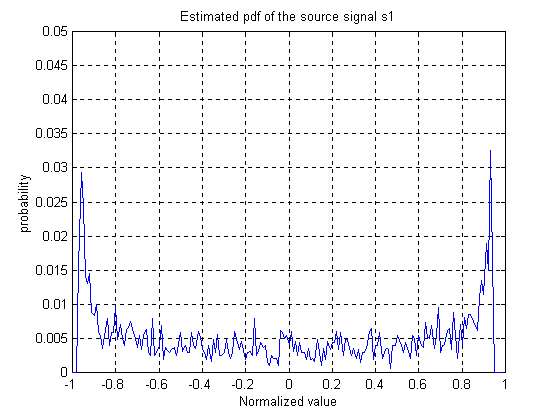 Estimated pdf of the source signal s1
0.05
0.045
0.04
0.035
0.03
0.025
0.02
0.015
0.01
0.005
0
probability
-1 -0.8 -0.6 -0.4 -0.2 0 0.2 0.4 0.6 0.8 1
Normalized value